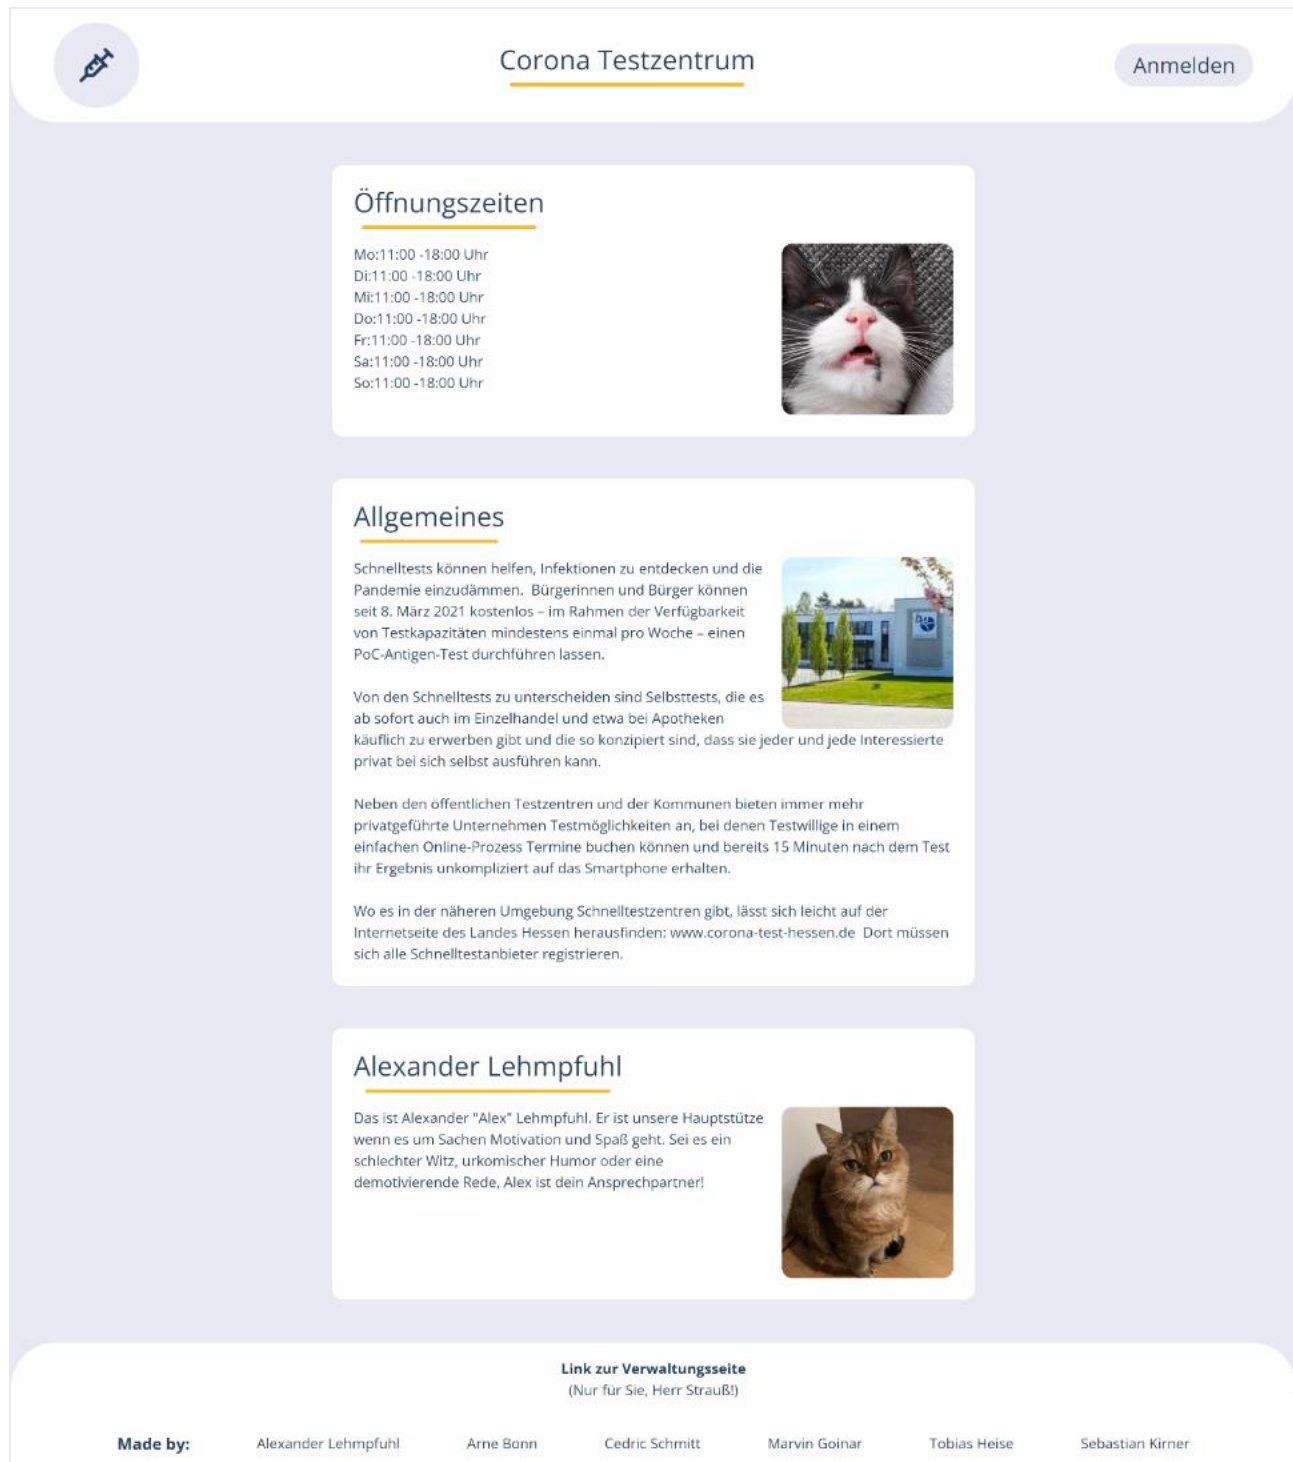 Corona Testzentrum
Anmelden
Öffnungszeiten
Mo:11:00 -18:00 Uhr
Di:11:00 -18:00 Uhr
Mi:11:00 -18:00 Uhr
Do:11:00 -18:00 Uhr
Fr:11:00 -18:00 Uhr
Sa:11:00 -18:00 Uhr
So:11:00 -18:00 Uhr
Allgemeines
Schnelltests können helfen, Infektionen zu entdecken und die
Pandemie einzudämmen.  Bürgerinnen und Bürger können
seit 8. März 2021 kostenlos – im Rahmen der Verfügbarkeit
von Testkapazitäten mindestens einmal pro Woche – einen
PoC-Antigen-Test durchführen lassen.
Von den Schnelltests zu unterscheiden sind Selbsttests, die es
ab sofort auch im Einzelhandel und etwa bei Apotheken
käuflich zu erwerben gibt und die so konzipiert sind, dass sie jeder und jede Interessierte
privat bei sich selbst ausführen kann.
Neben den öffentlichen Testzentren und der Kommunen bieten immer mehr
privatgeführte Unternehmen Testmöglichkeiten an, bei denen Testwillige in einem
einfachen Online-Prozess Termine buchen können und bereits 15 Minuten nach dem Test
ihr Ergebnis unkompliziert auf das Smartphone erhalten.
Wo es in der näheren Umgebung Schnelltestzentren gibt, lässt sich leicht auf der
Internetseite des Landes Hessen herausfinden: www.corona-test-hessen.de  Dort müssen
sich alle Schnelltestanbieter registrieren.
Alexander Lehmpfuhl
Das ist Alexander "Alex" Lehmpfuhl. Er ist unsere Hauptstütze
wenn es um Sachen Motivation und Spaß geht. Sei es ein
schlechter Witz, urkomischer Humor oder eine
demotivierende Rede, Alex ist dein Ansprechpartner!
Link zur Verwaltungsseite
(Nur für Sie, Herr Strauß!)
Made by: Alexander Lehmpfuhl Arne Bonn Cedric Schmitt Marvin Goinar Tobias Heise Sebastian Kirner